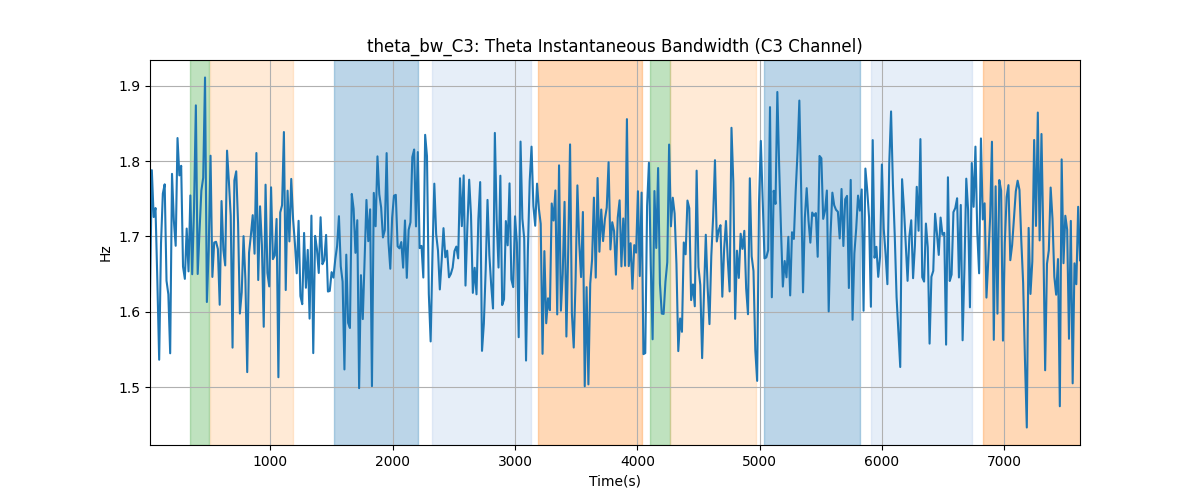 theta_bw_C3: Theta Instantaneous Bandwidth (C3 Channel)
1.9
1.8
1.7
1.6
1.5
Hz
1000 2000 3000 4000 5000 6000 7000
Time(s)